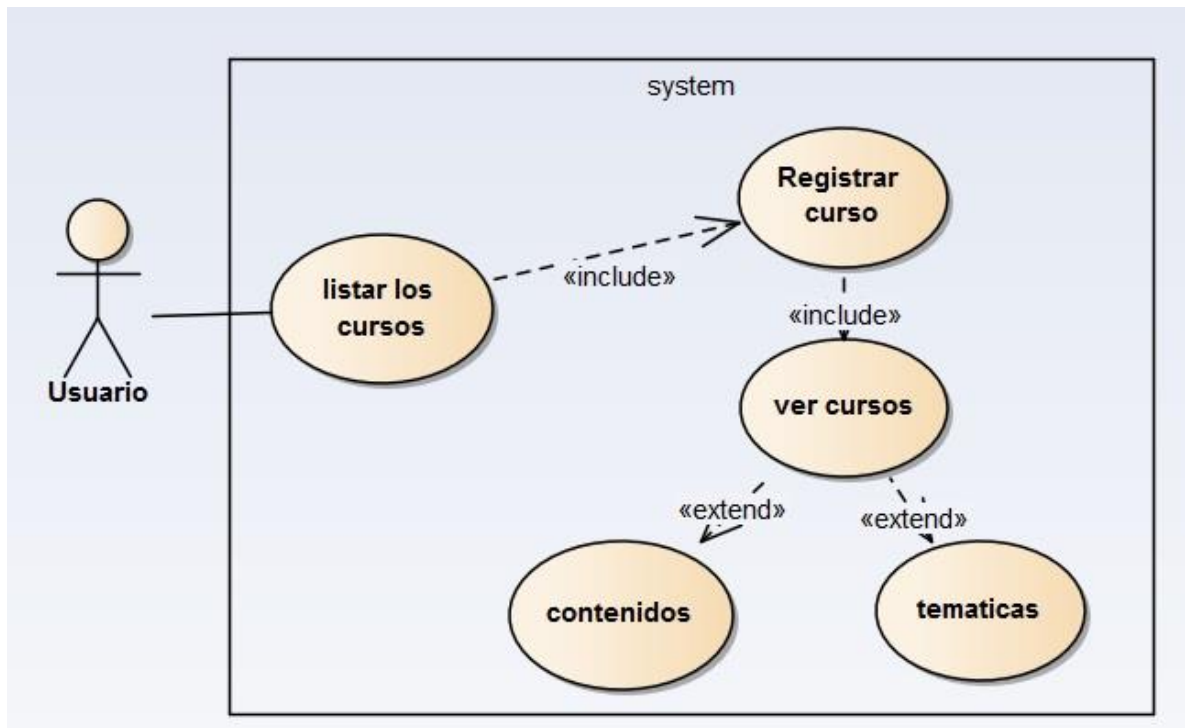 system
Registrar
curso
«include»
listar los
cursos
«include»
Usuario
ver cursos
«extend»
«extend»
contenidos
tematicas